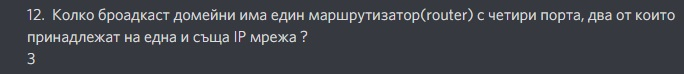 12. Колко броадкаст домейни има един маршрутизатор(router) с четири порта, два от които
принадлежат на една и съща IP мрежа ?
3